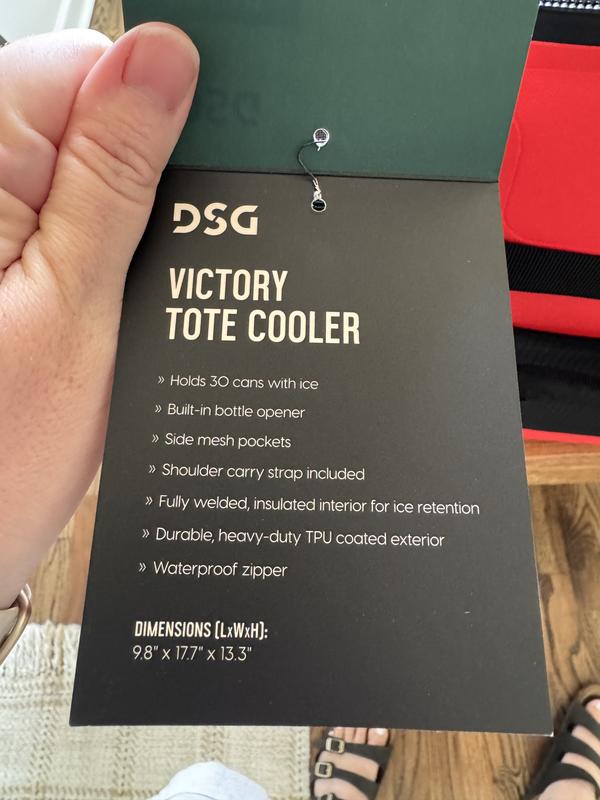 DSG
VICTORY
TOTE COOLER
» Holds 30 cans with ice
» Built-in bottle opener
» Side mesh pockets
» Shoulder carry strap included
» Fully welded, insulated interior for ice retention
» Durable, heavy-duty TPU coated exterior
» Waterproof zipper
DIMENSIONS (LxWxH):
9.8" x 17.7" x 13.3"